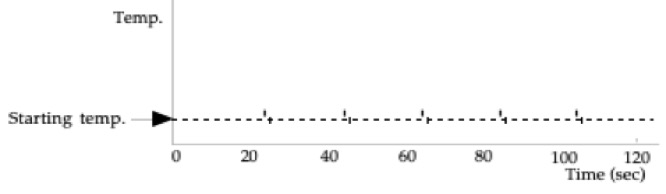 Temp.
Starting temp.
0 20 40 60 80 100 120
Time (sec)